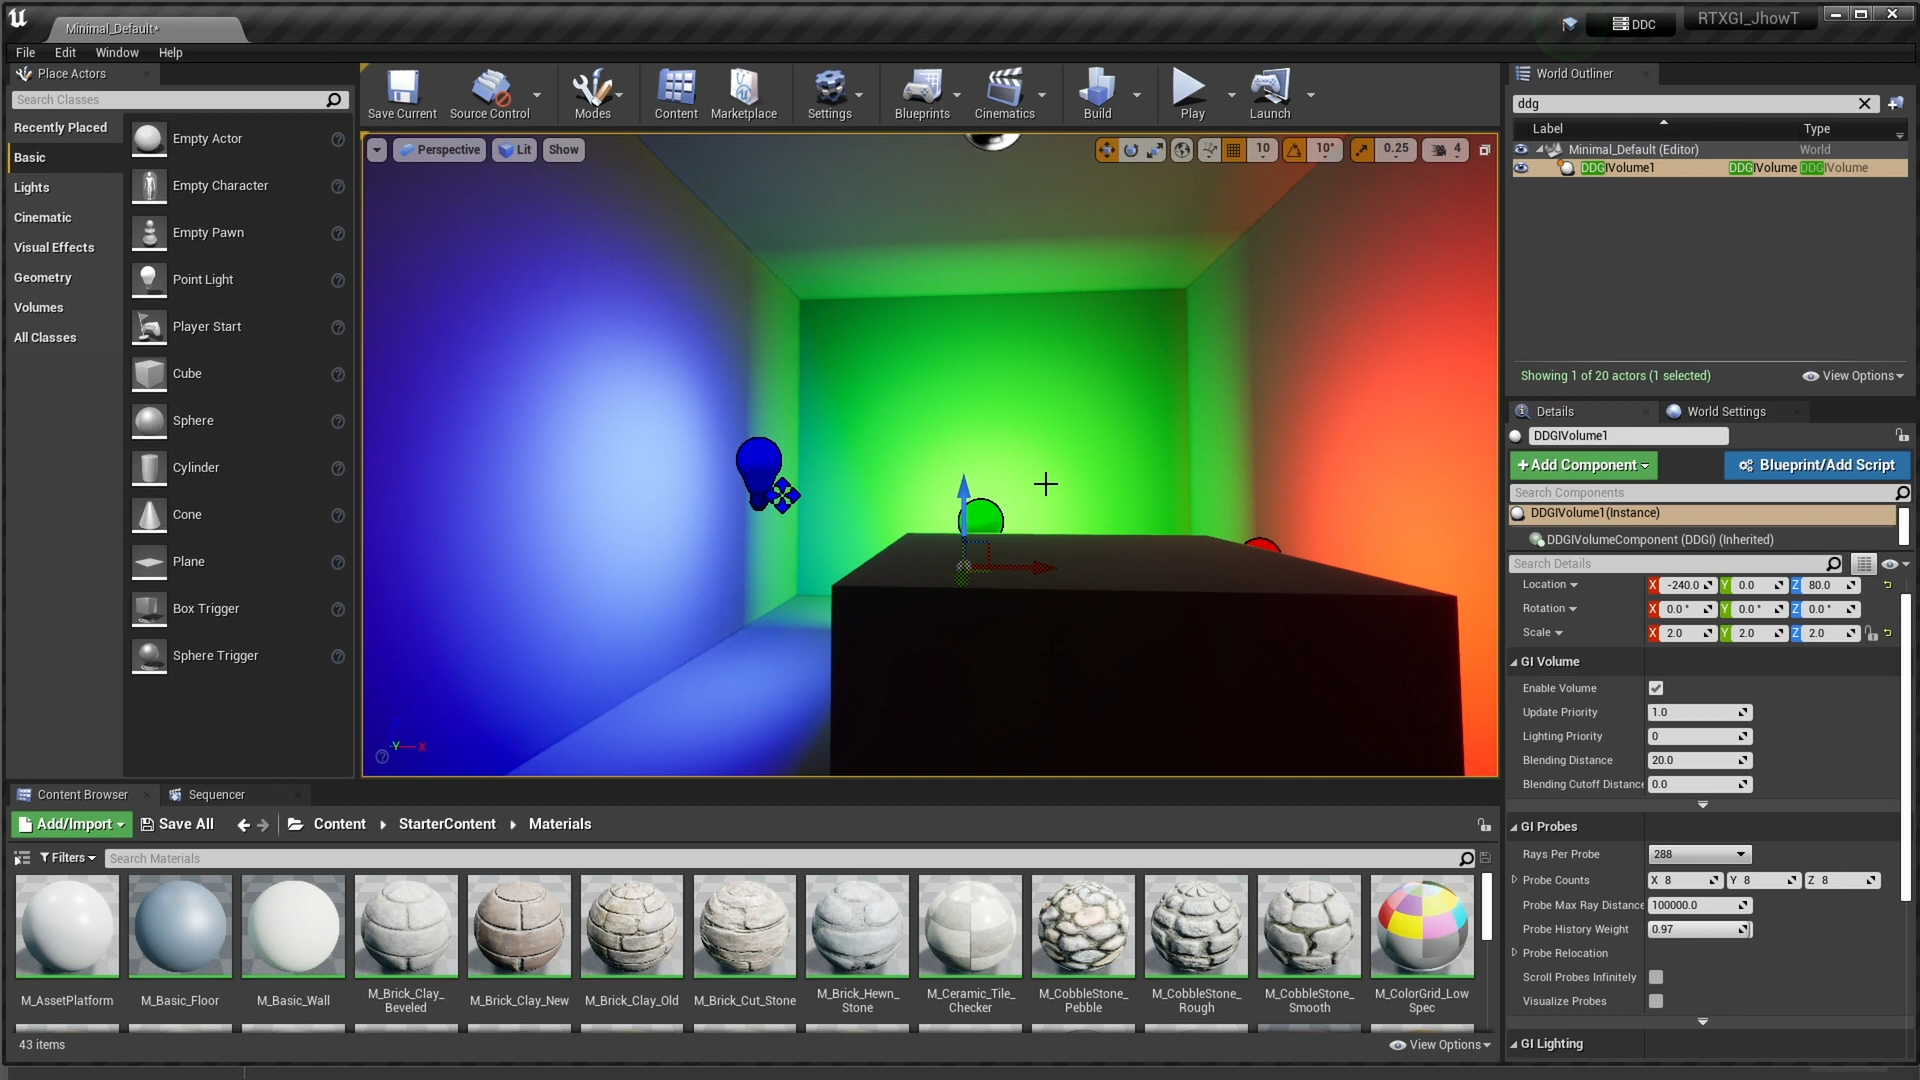 Minimal_Default*
DDC
RTXGI_JhowT
File Edit Window Help
Place Actors
Search Classes
Recently Placed
Basic
Lights
Cinematic
Visual Effects
Geometry
Volumes
All Classes
Empty Actor
Empty Character
Empty Pawn
Point Light
Player Start
Cube
Sphere
Cylinder
Cone
Plane
Box Trigger
Sphere Trigger
Save Current Source Control Modes Content Marketplace Settings Blueprints Cinematics Build Play Launch
Perspective Lit Show 10 10° 0.25 4
Y X
World Outliner
ddg
Label Type
Minimal_Default (Editor) World
DDGIVolume1 DDGIVolume DDGIVolume
Showing 1 of 20 actors (1 selected) View Options
Details World Settings
DDGIVolume1
+Add Component Blueprint/Add Script
Search Components
DDGIVolume1(Instance)
DDGIVolumeComponent (DDGI) (Inherited)
Search Details
Location X -240.0 Y 0.0 Z 80.0
Rotation X 0.0 ° Y 0.0 ° Z 0.0 °
Scale X 2.0 Y 2.0 Z 2.0
GI Volume
Enable Volume
Update Priority 1.0
Lighting Priority 0
Blending Distance 20.0
Blending Cutoff Distance 0.0
GI Probes
Rays Per Probe 288
Probe Counts X 8 Y 8 Z 8
Probe Max Ray Distance 100000.0
Probe History Weight 0.97
Probe Relocation
Scroll Probes Infinitely
Visualize Probes
GI Lighting
Content Browser Sequencer
Add/Import Save All Content StarterContent Materials
Filters Search Materials
M_AssetPlatform
M_Basic_Floor
M_Basic_Wall
M_Brick_Clay_
Beveled
M_Brick_Clay_New
M_Brick_Clay_Old
M_Brick_Cut_Stone
M_Brick_Hewn_
Stone
M_Ceramic_Tile_
Checker
M_CobbleStone_
Pebble
M_CobbleStone_
Rough
M_CobbleStone_
Smooth
M_ColorGrid_Low
Spec
43 items View Options